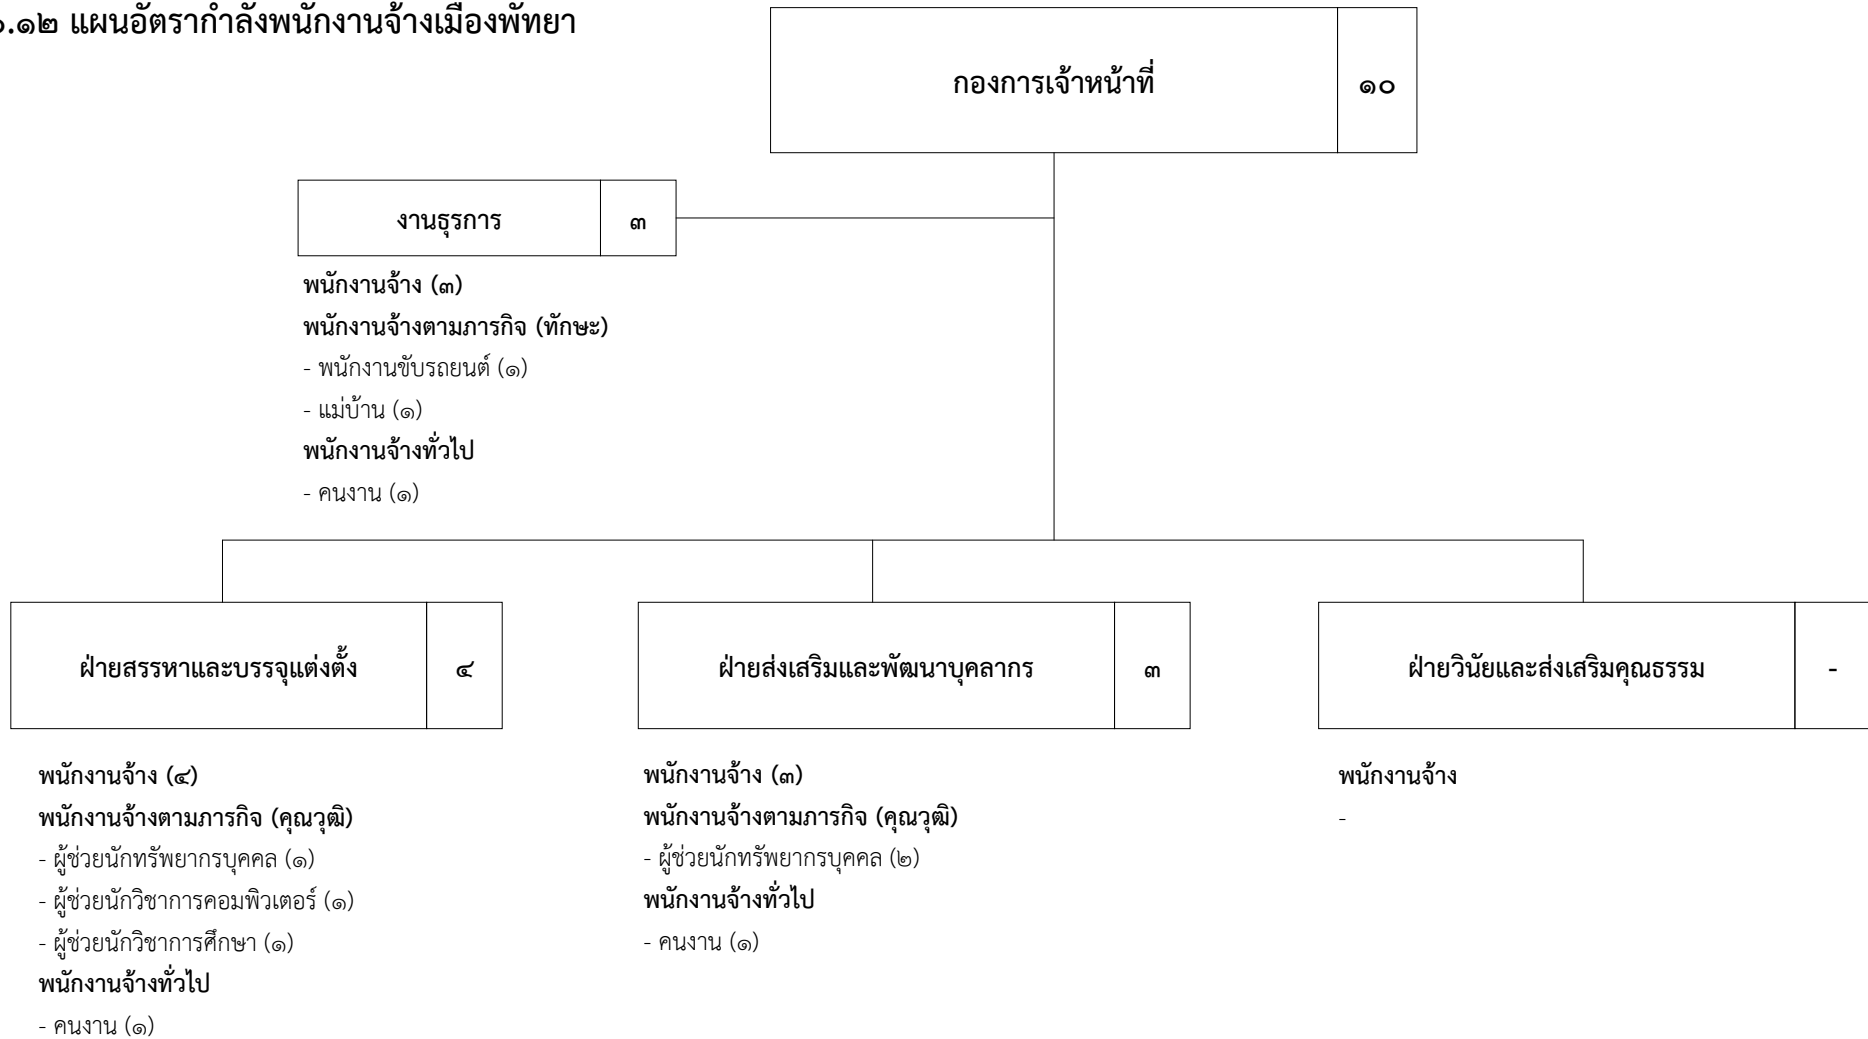 .๑๒ แผนอัตรากำลังพนักงานจ้างเมืองพัทยา
กองการเจ้าหน้าที่ ๑๐
งานธุรการ ๓
พนักงานจ้าง (๓)
พนักงานจ้างตามภารกิจ (ทักษะ)
- พนักงานขับรถยนต์ (๑)
- แม่บ้าน (๑)
พนักงานจ้างทั่วไป
- คนงาน (๑)
ฝ่ายสรรหาและบรรจุแต่งตั้ง ๔
พนักงานจ้าง (๔)
พนักงานจ้างตามภารกิจ (คุณวุฒิ)
- ผู้ช่วยนักทรัพยากรบุคคล (๑)
- ผู้ช่วยนักวิชาการคอมพิวเตอร์ (๑)
- ผู้ช่วยนักวิชาการศึกษา (๑)
พนักงานจ้างทั่วไป
- คนงาน (๑)
ฝ่ายส่งเสริมและพัฒนาบุคลากร ๓
พนักงานจ้าง (๓)
พนักงานจ้างตามภารกิจ (คุณวุฒิ)
- ผู้ช่วยนักทรัพยากรบุคคล (๒)
พนักงานจ้างทั่วไป
- คนงาน (๑)
ฝ่ายวินัยและส่งเสริมคุณธรรม -
พนักงานจ้าง
-